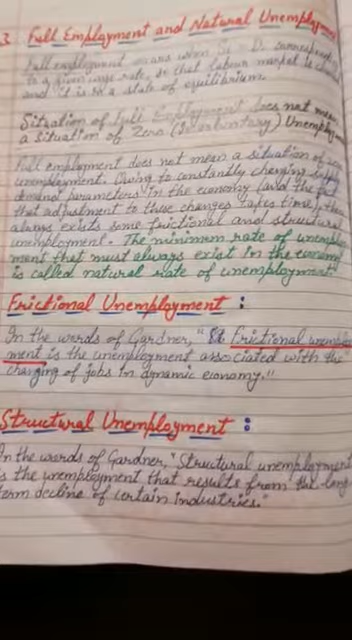 3. Full Employment and Natural Unemployment
Full employment occurs when SL = DL corresponding
to a given wage rate, so that labour market is
and it is in a state of equilibrium.
Situation of Full Employment does not mean
a situation of Zero (Involuntary) Unemployment
Full employment does not mean a situation of zero
unemployment. Owing to constantly changing supply
demand parameters in the economy (and the fact
that adjustment to these changes takes time), there
always exists some frictional and structural
unemployment. The minimum rate of unemploy-
ment that must always exist in the economy
is called natural rate of unemployment.
Frictional Unemployment :
In the words of Gardner, " Frictional unemploy-
ment is the unemployment associated with the
changing of jobs in dynamic economy."
Structural Unemployment :
In the words of Gardner, "Structural unemployment
is the unemployment that results from the long
term decline of certain industries."